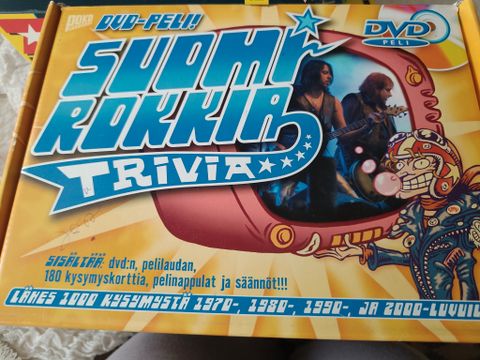 DVD-PELI!
SUOMI
ROKKIA
TRIVIA
DVD
PELI
SISÄLTÄÄ: dvd:n, pelilaudan,
180 kysymyskorttia, pelinappulat ja säännöt!!!
LÄHES 1000 KYSYMYSTÄ 1970-, 1980-, 1990-, JA 2000-LUVUIL